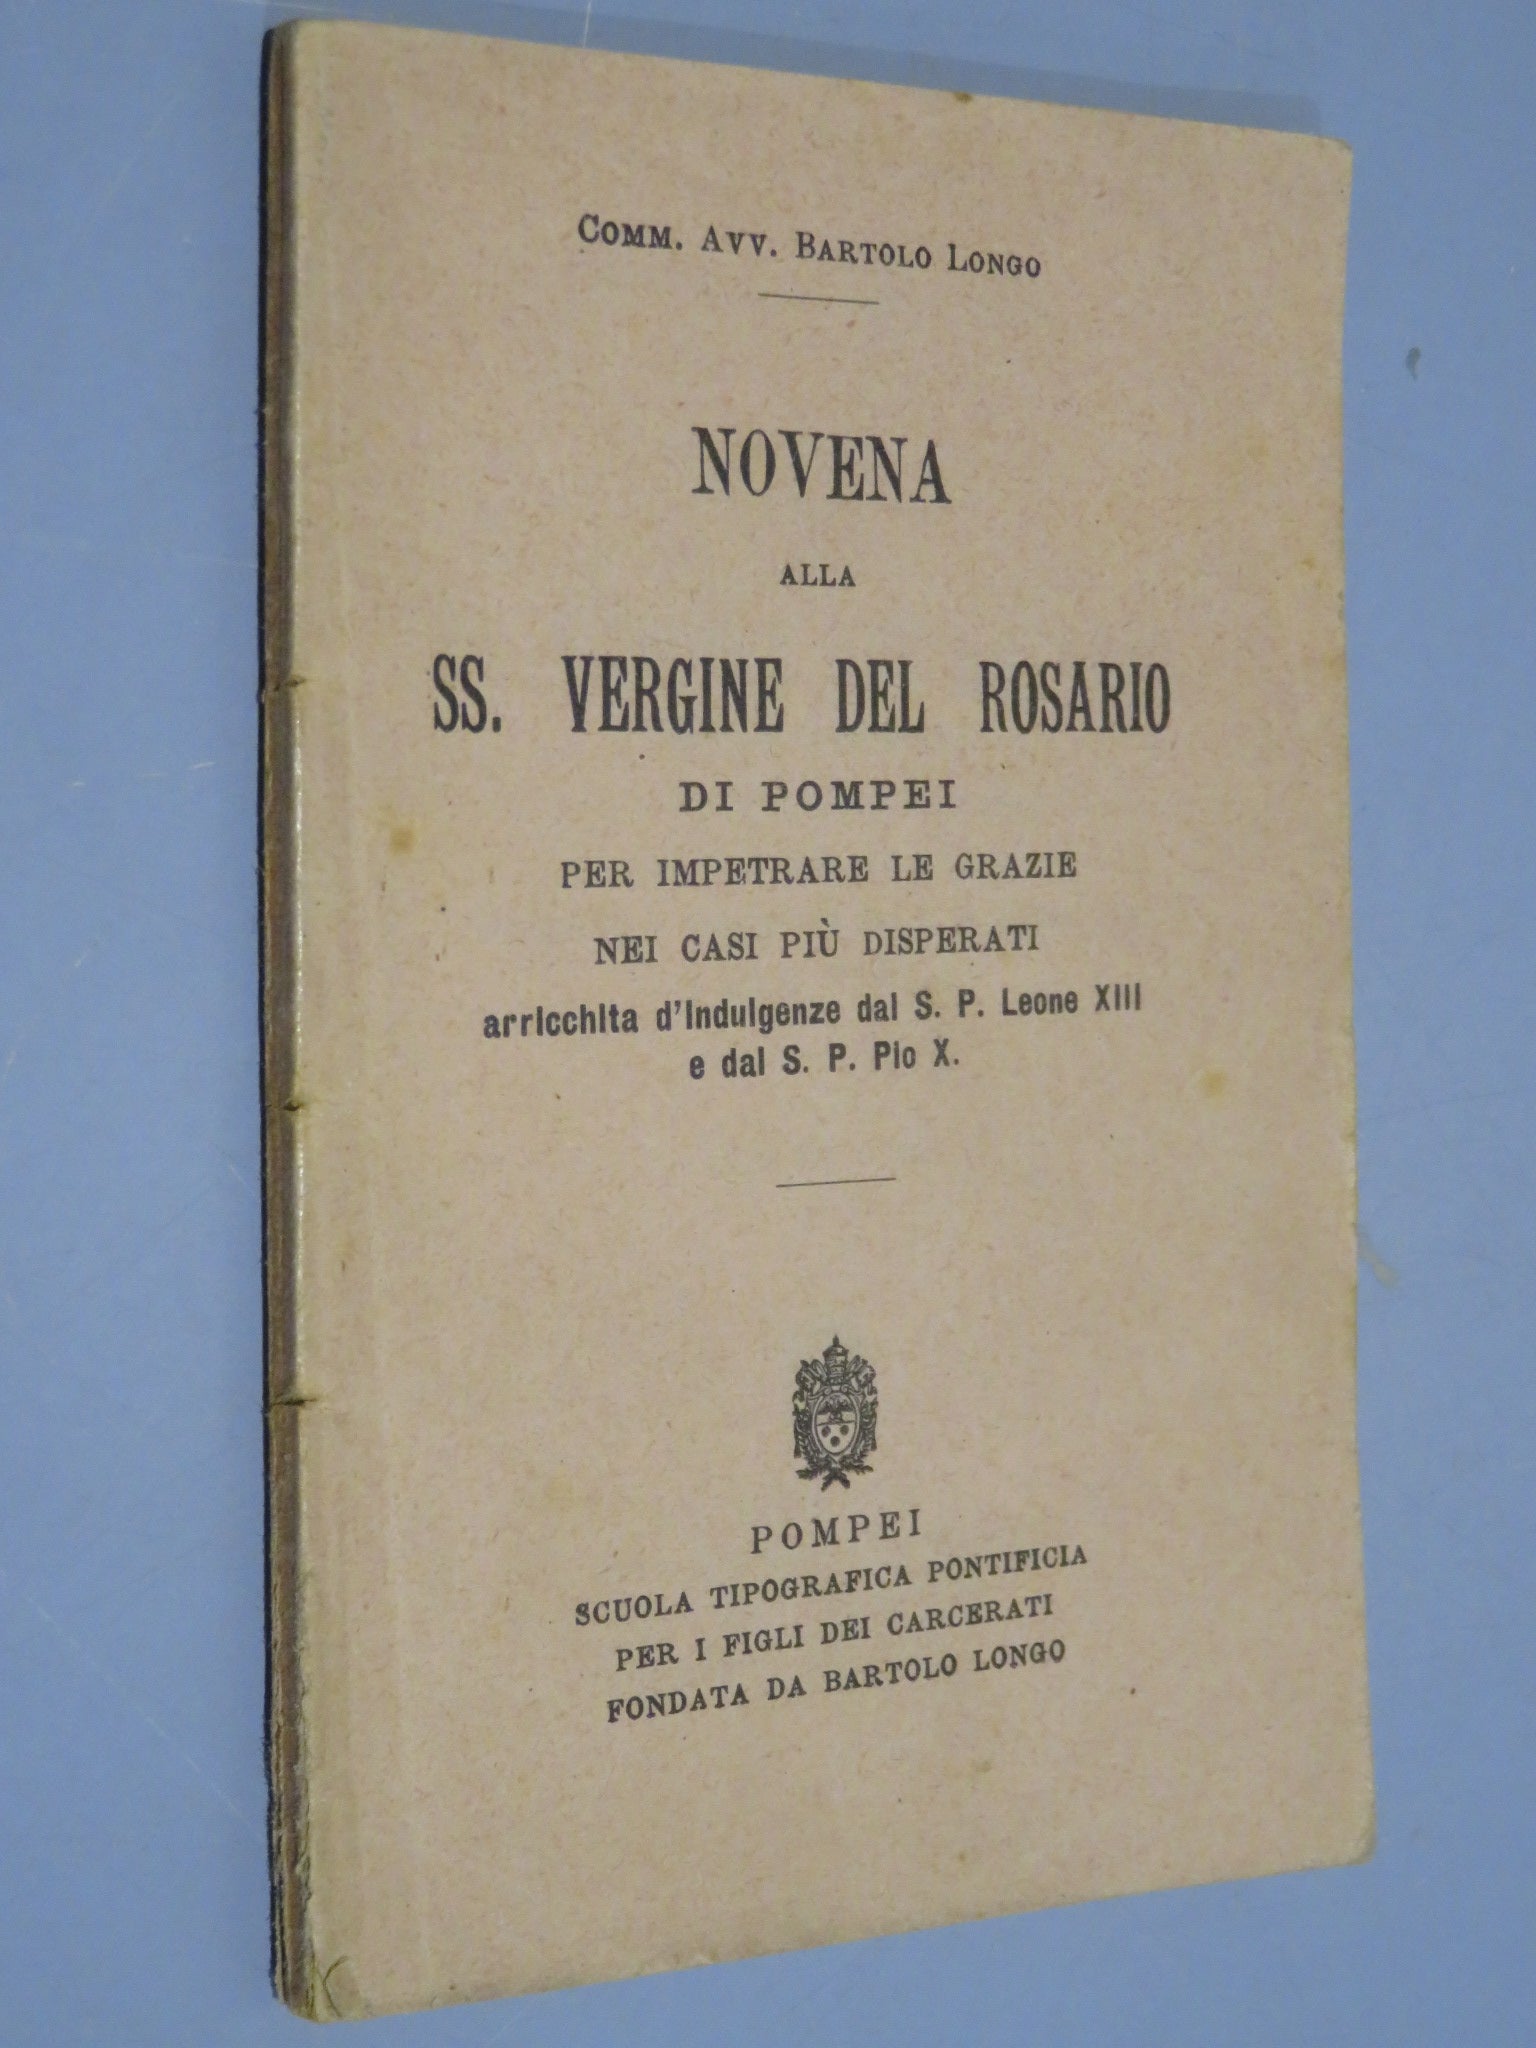 COMM. AVV. BARTOLO LONGO
NOVENA
ALLA
SS. VERGINE DEL ROSARIO
DI POMPEI
PER IMPETRARE LE GRAZIE
NEI CASI PIÙ DISPERATI
arricchita d'Indulgenze dal S. P. Leone XIII
e dal S. P. Pio X.
POMPEI
SCUOLA TIPOGRAFICA PONTIFICIA
PER I FIGLI DEI CARCERATI
FONDATA DA BARTOLO LONGO